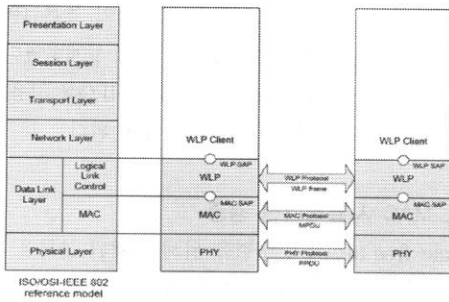 Presentation Layer
Session Layer
Transport Layer
Network Layer
Data Link
Layer
Logical
Link
Control
MAC
Physical Layer
ISO/OSI-IEEE 802
reference model
WLP Client
WLP SAP
WLP
MAC SAP
MAC
PHY
WLP Protocol
WLP frame
MAC Protocol
MPDU
PHY Protocol
PPDU
WLP Client
WLP SAP
WLP
MAC SAP
MAC
PHY